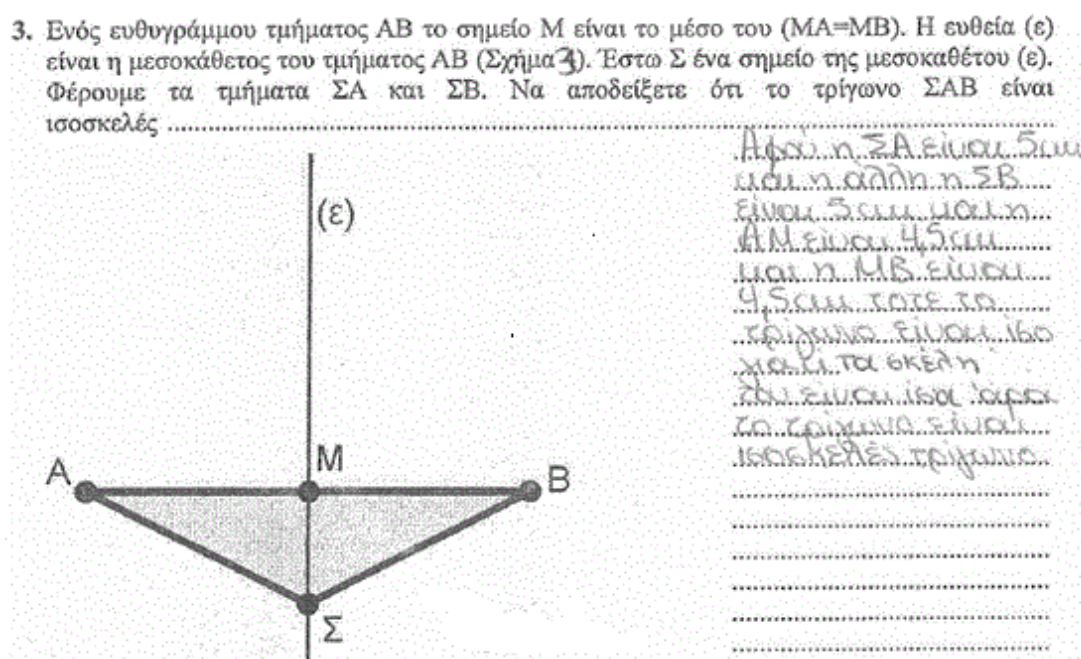 3. Ενός ευθυγράμμου τμήματος ΑΒ το σημείο Μ είναι το μέσο του (ΜΑ=ΜΒ). Η ευθεία (ε)
είναι η μεσοκάθετος του τμήματος ΑΒ (Σχήμα 3). Έστω Σ ένα σημείο της μεσοκαθέτου (ε).
Φέρουμε τα τμήματα ΣΑ και ΣΒ. Να αποδείξετε ότι το τρίγωνο ΣΑΒ είναι
ισοσκελές
Αφού η ΣΑ είναι 5cm
και η άλλη η ΣΒ
είναι 5cm και η
ΑΜ είναι 4,5cm
και η ΜΒ είναι
4,5cm τοτε το
τρίγωνο είναι ίσο
γιατι τα σκέλη
του είναι ίσα άρα
το τρίγωνο είναι
ισοσκελές τρίγωνο.
(ε)
Α
Μ
Β
Σ